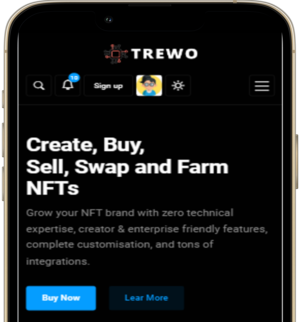 TREWO
10
Sign up
Create, Buy,
Sell, Swap and Farm
NFTs
Grow your NFT brand with zero technical
expertise, creator & enterprise friendly features,
complete customisation, and tons of
integrations.
Buy Now
Lear More